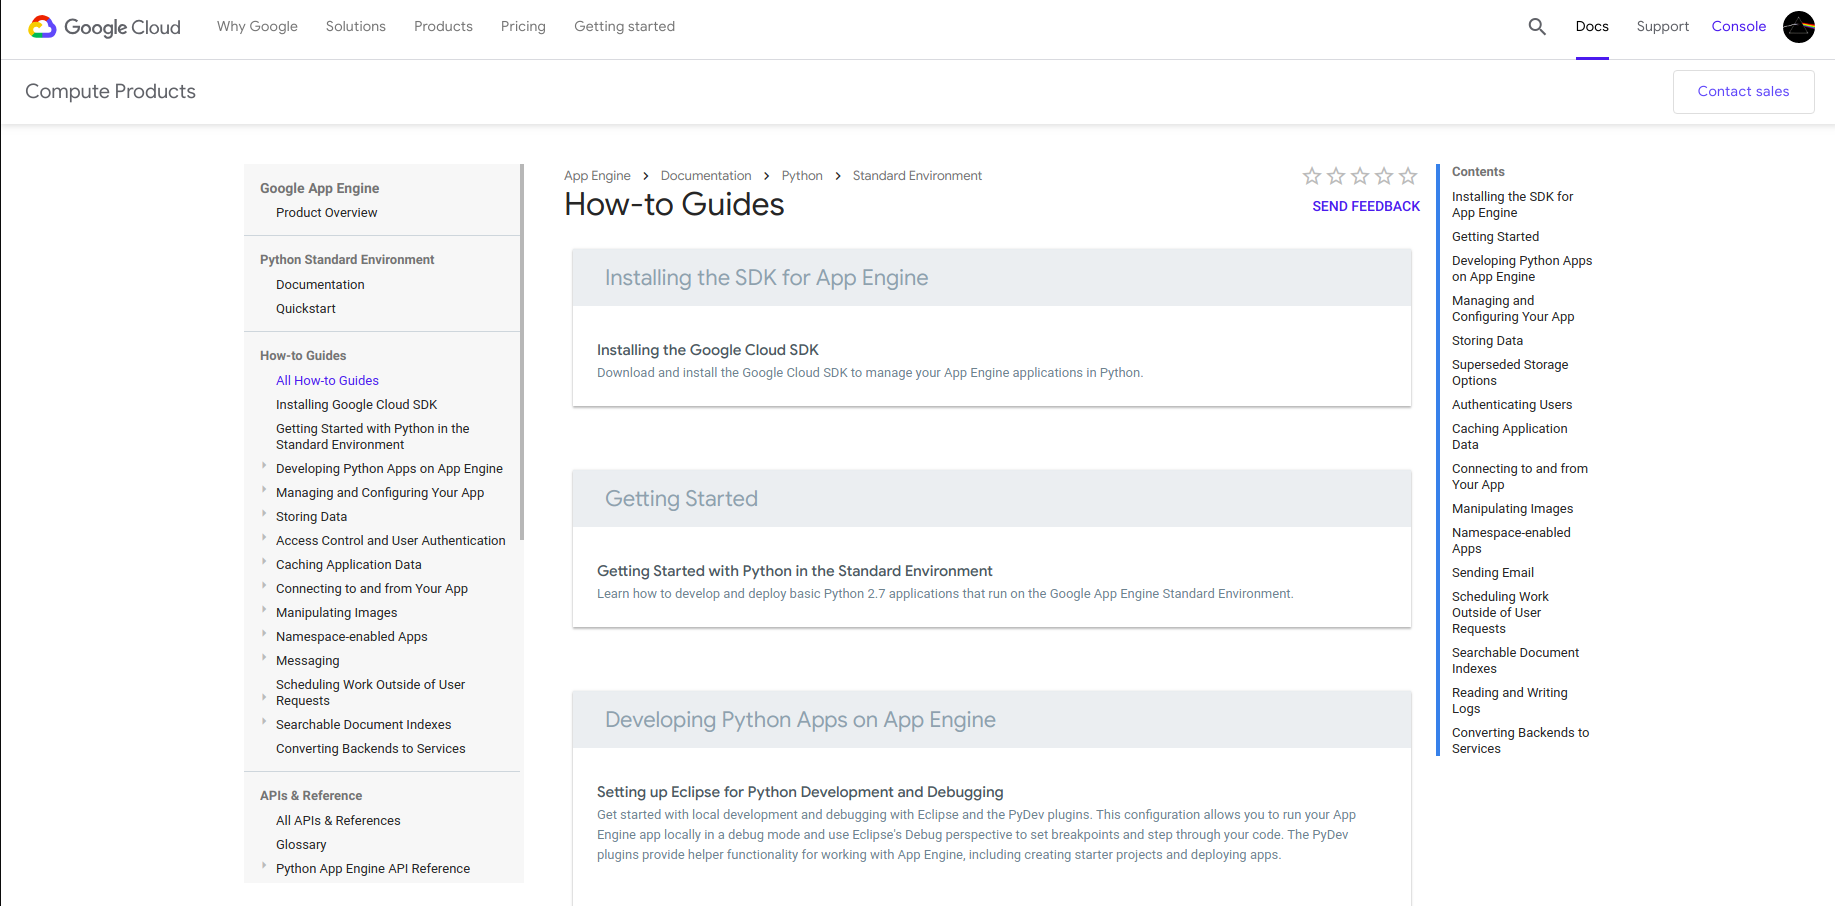 Google Cloud
Why Google
Solutions
Products
Pricing
Getting started
Docs
Support
Console
Compute Products
Contact sales
Google App Engine
Product Overview
Python Standard Environment
Documentation
Quickstart
How-to Guides
All How-to Guides
Installing Google Cloud SDK
Getting Started with Python in the
Standard Environment
Developing Python Apps on App Engine
Managing and Configuring Your App
Storing Data
Access Control and User Authentication
Caching Application Data
Connecting to and from Your App
Manipulating Images
Namespace-enabled Apps
Messaging
Scheduling Work Outside of User
Requests
Searchable Document Indexes
Converting Backends to Services
APIs & Reference
All APIs & References
Glossary
Python App Engine API Reference
App Engine > Documentation > Python > Standard Environment
How-to Guides
SEND FEEDBACK
Installing the SDK for App Engine
Installing the Google Cloud SDK
Download and install the Google Cloud SDK to manage your App Engine applications in Python.
Getting Started
Getting Started with Python in the Standard Environment
Learn how to develop and deploy basic Python 2.7 applications that run on the Google App Engine Standard Environment.
Developing Python Apps on App Engine
Setting up Eclipse for Python Development and Debugging
Get started with local development and debugging with Eclipse and the PyDev plugins. This configuration allows you to run your App
Engine app locally in a debug mode and use Eclipse's Debug perspective to set breakpoints and step through your code. The PyDev
plugins provide helper functionality for working with App Engine, including creating starter projects and deploying apps.
Contents
Installing the SDK for
App Engine
Getting Started
Developing Python Apps
on App Engine
Managing and
Configuring Your App
Storing Data
Superseded Storage
Options
Authenticating Users
Caching Application
Data
Connecting to and from
Your App
Manipulating Images
Namespace-enabled
Apps
Sending Email
Scheduling Work
Outside of User
Requests
Searchable Document
Indexes
Reading and Writing
Logs
Converting Backends to
Services